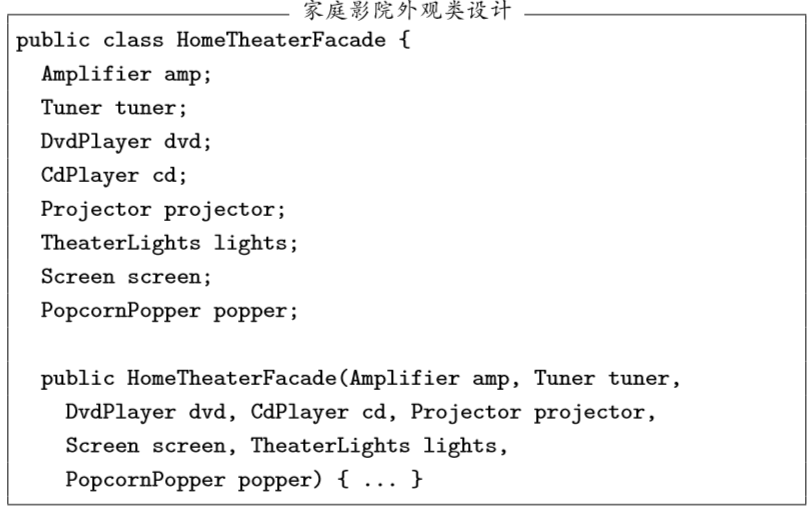 家庭影院外观类设计
public class HomeTheaterFacade {
Amplifier amp;
Tuner tuner;
DvdPlayer dvd;
CdPlayer cd;
Projector projector;
TheaterLights lights;
Screen screen;
PopcornPopper popper;
public HomeTheaterFacade(Amplifier amp, Tuner tuner,
DvdPlayer dvd, CdPlayer cd, Projector projector,
Screen screen, TheaterLights lights,
PopcornPopper popper) { ... }